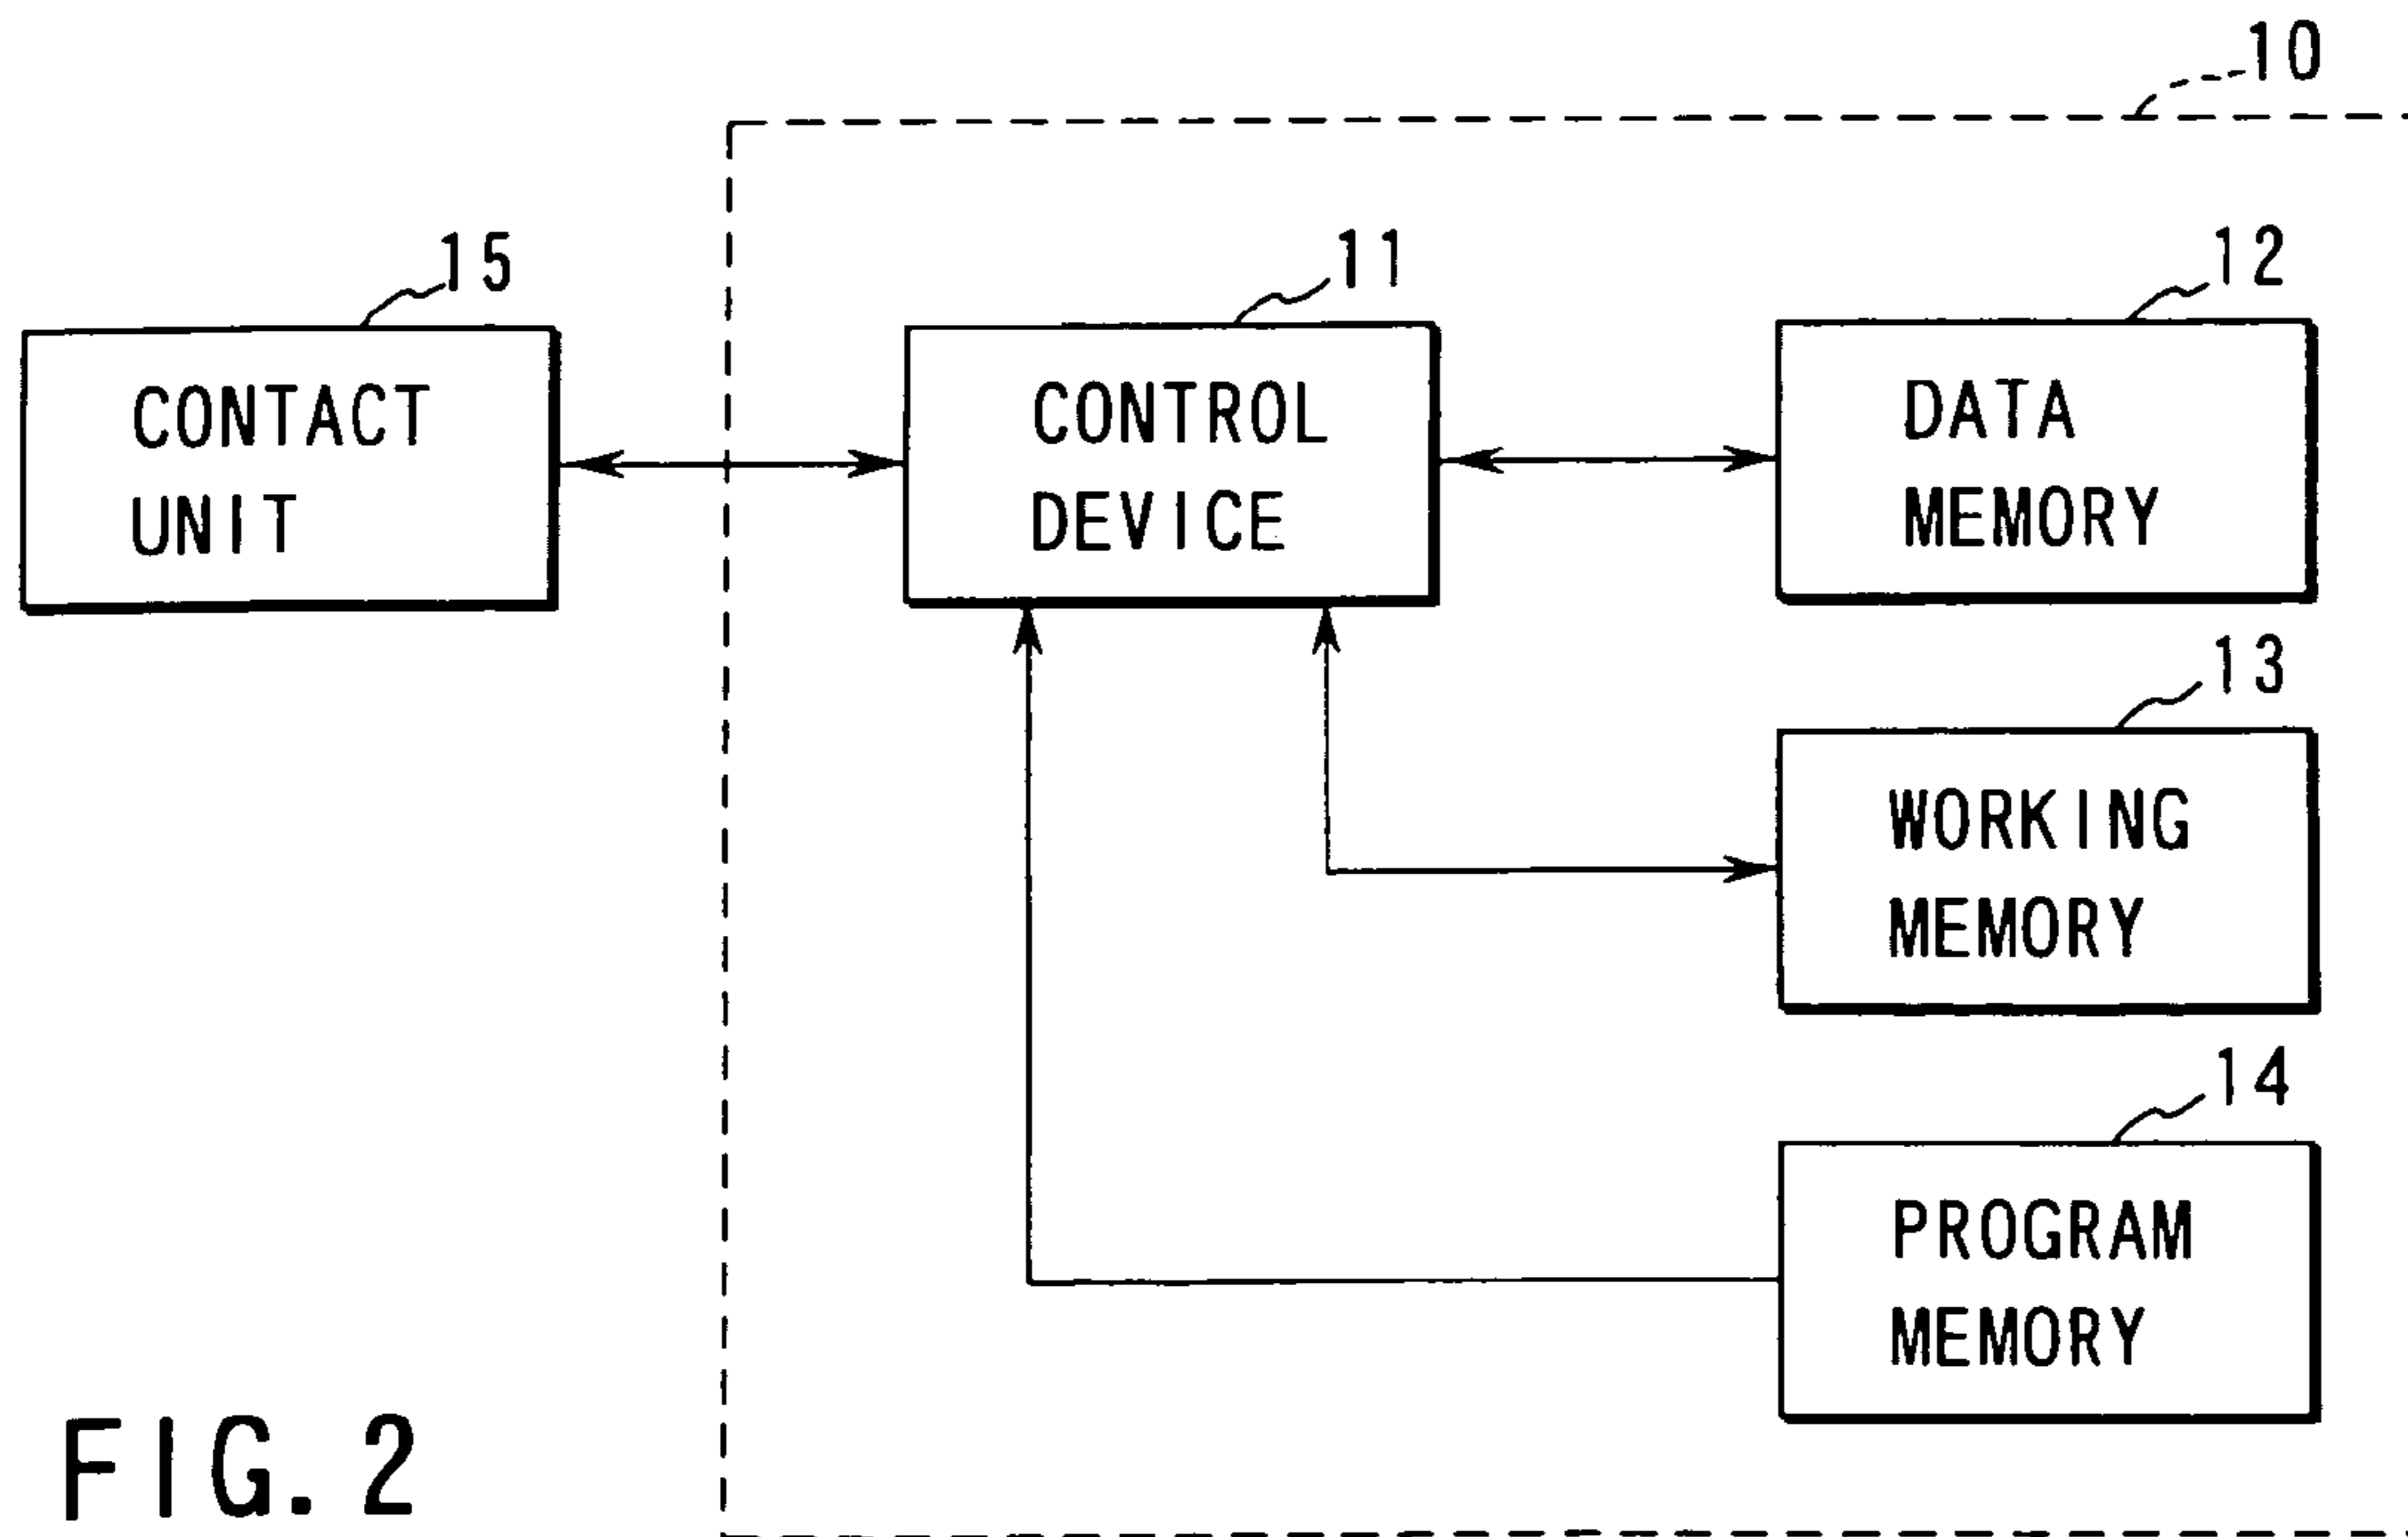 10
15
11
12
CONTACT
UNIT
CONTROL
DEVICE
DATA
MEMORY
13
WORKING
MEMORY
14
PROGRAM
MEMORY
FIG. 2